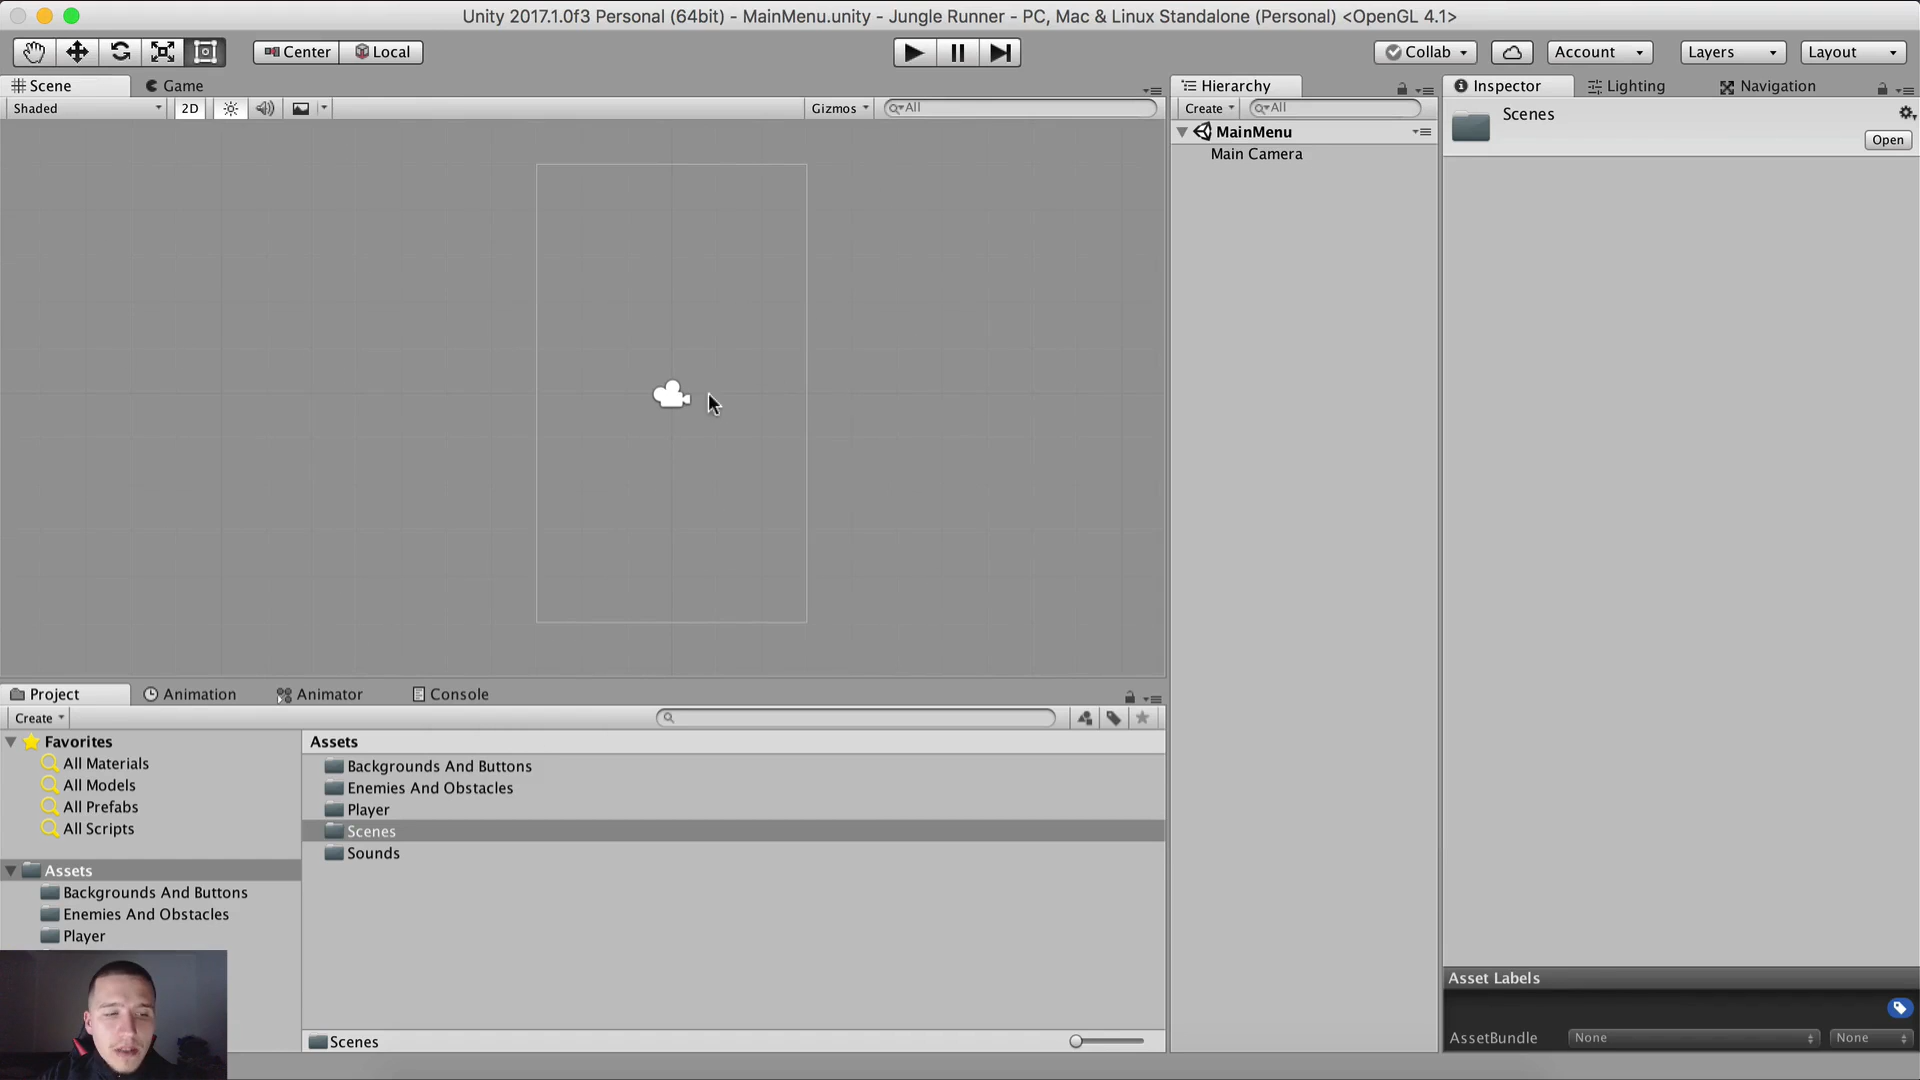 Unity 2017.1.0f3 Personal (64bit) - MainMenu.unity - Jungle Runner - PC, Mac & Linux Standalone (Personal) <OpenGL 4.1>
Center Local Collab Account Layers Layout
Scene Game Hierarchy Inspector Lighting Navigation
Shaded 2D Gizmos All Create All
Scenes
Open
MainMenu
Main Camera
Project Animation Animator Console
Create
Favorites
All Materials
All Models
All Prefabs
All Scripts
Assets
Backgrounds And Buttons
Enemies And Obstacles
Player
Assets
Backgrounds And Buttons
Enemies And Obstacles
Player
Scenes
Sounds
Scenes
Asset Labels
AssetBundle None None